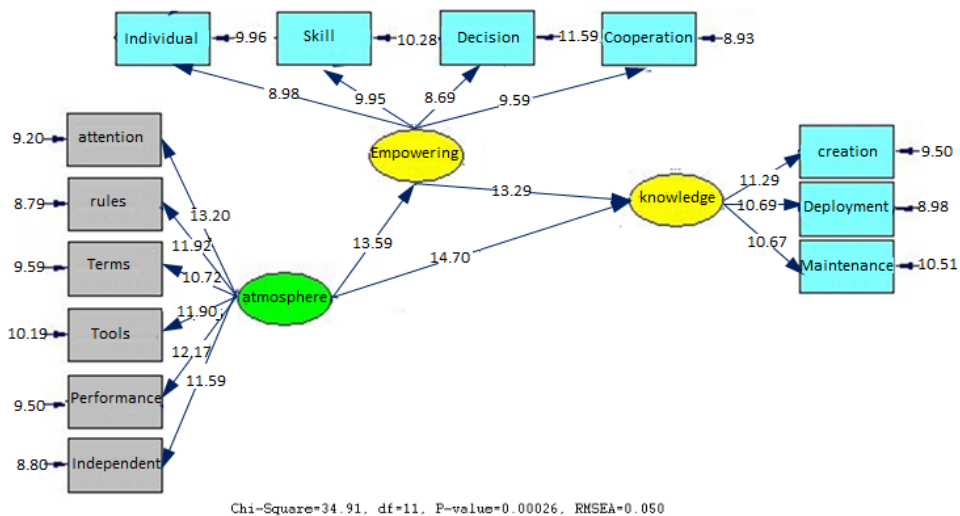 Individual
9.96
Skill
10.28
Decision
11.59
Cooperation
8.93
8.98
9.95
8.69
9.59
9.20
attention
8.79
rules
9.59
Terms
10.19
Tools
9.50
Performance
8.80
Independent
13.20
11.92
10.72
11.90
12.17
11.59
atmosphere
Empowering
13.59
13.29
14.70
knowledge
11.29
10.69
10.67
creation
9.50
Deployment
8.98
Maintenance
10.51
Chi-Square=34.91, df=11, P-value=0.00026, RMSEA=0.050